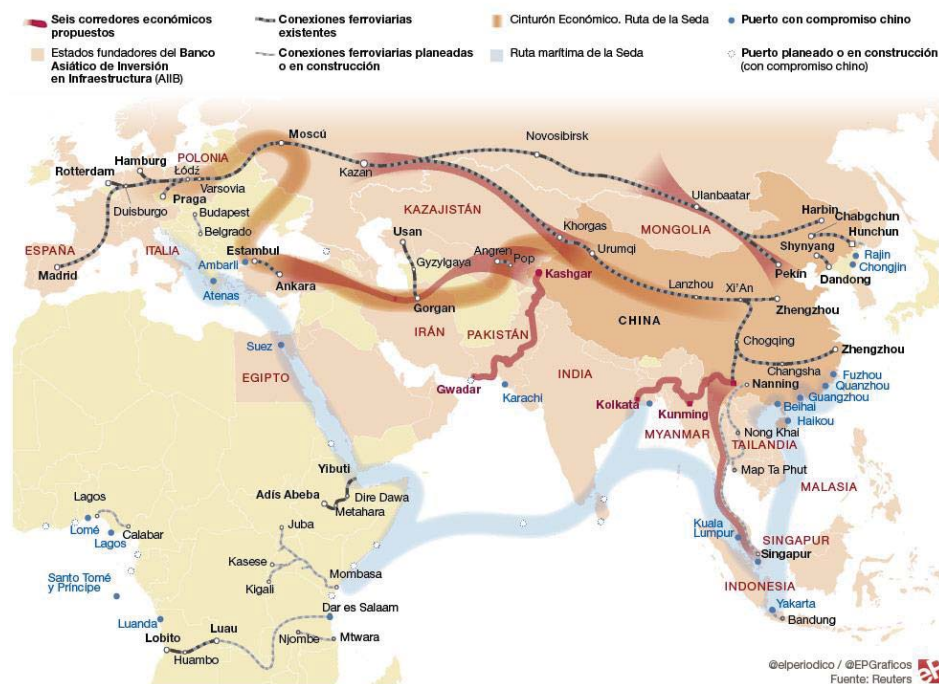 Seis corredores económicos
propuestos
Estados fundadores del Banco
Asiático de Inversión
en Infraestructura (AIIB)
Conexiones ferroviarias
existentes
Conexiones ferroviarias planeadas
o en construcción
Cinturón Económico. Ruta de la Seda
Ruta marítima de la Seda
Puerto con compromiso chino
Puerto planeado o en construcción
(con compromiso chino)
Moscú
Novosibirsk
Hamburg
POLONIA
Łódź
Kazan
Rotterdam
Varsovia
Praga
Duisburgo
Ulanbaatar
KAZAJISTÁN
Harbin
Chabgchun
Budapest
Belgrado
Khorgas
MONGOLIA
Hunchun
Usan
Shynyang
ESPAÑA
ITALIA
Estambul
Angren
Urumqi
Rajin
Ambarli
Gyzylgaya
Pop
Chongjin
Madrid
Kashgar
Pekín
Dandong
Atenas
Ankara
Lanzhou
Xi'An
Gorgan
Zhengzhou
IRÁN
PAKISTÁN
CHINA
Suez
Chogqing
Zhengzhou
EGIPTO
INDIA
Changsha
Fuzhou
Gwadar
Nanning
Quanzhou
Karachi
Kolkata
Guangzhou
Kunming
Beihai
Haikou
MYANMAR
Nong Khai
TAILANDIA
Yibuti
Map Ta Phut
Adís Abeba
Dire Dawa
Metahara
MALASIA
Lagos
Juba
Lomé
Calabar
Kuala
Lumpur
Lagos
SINGAPUR
Kasese
Singapur
Santo Tomé
y Príncipe
Kigali
Mombasa
INDONESIA
Dar es Salaam
Yakarta
Luanda
Bandung
Lobito
Luau
Njombe
Mtwara
Huambo
@elperiodico / @EPGraficos
Fuente: Reuters
eP